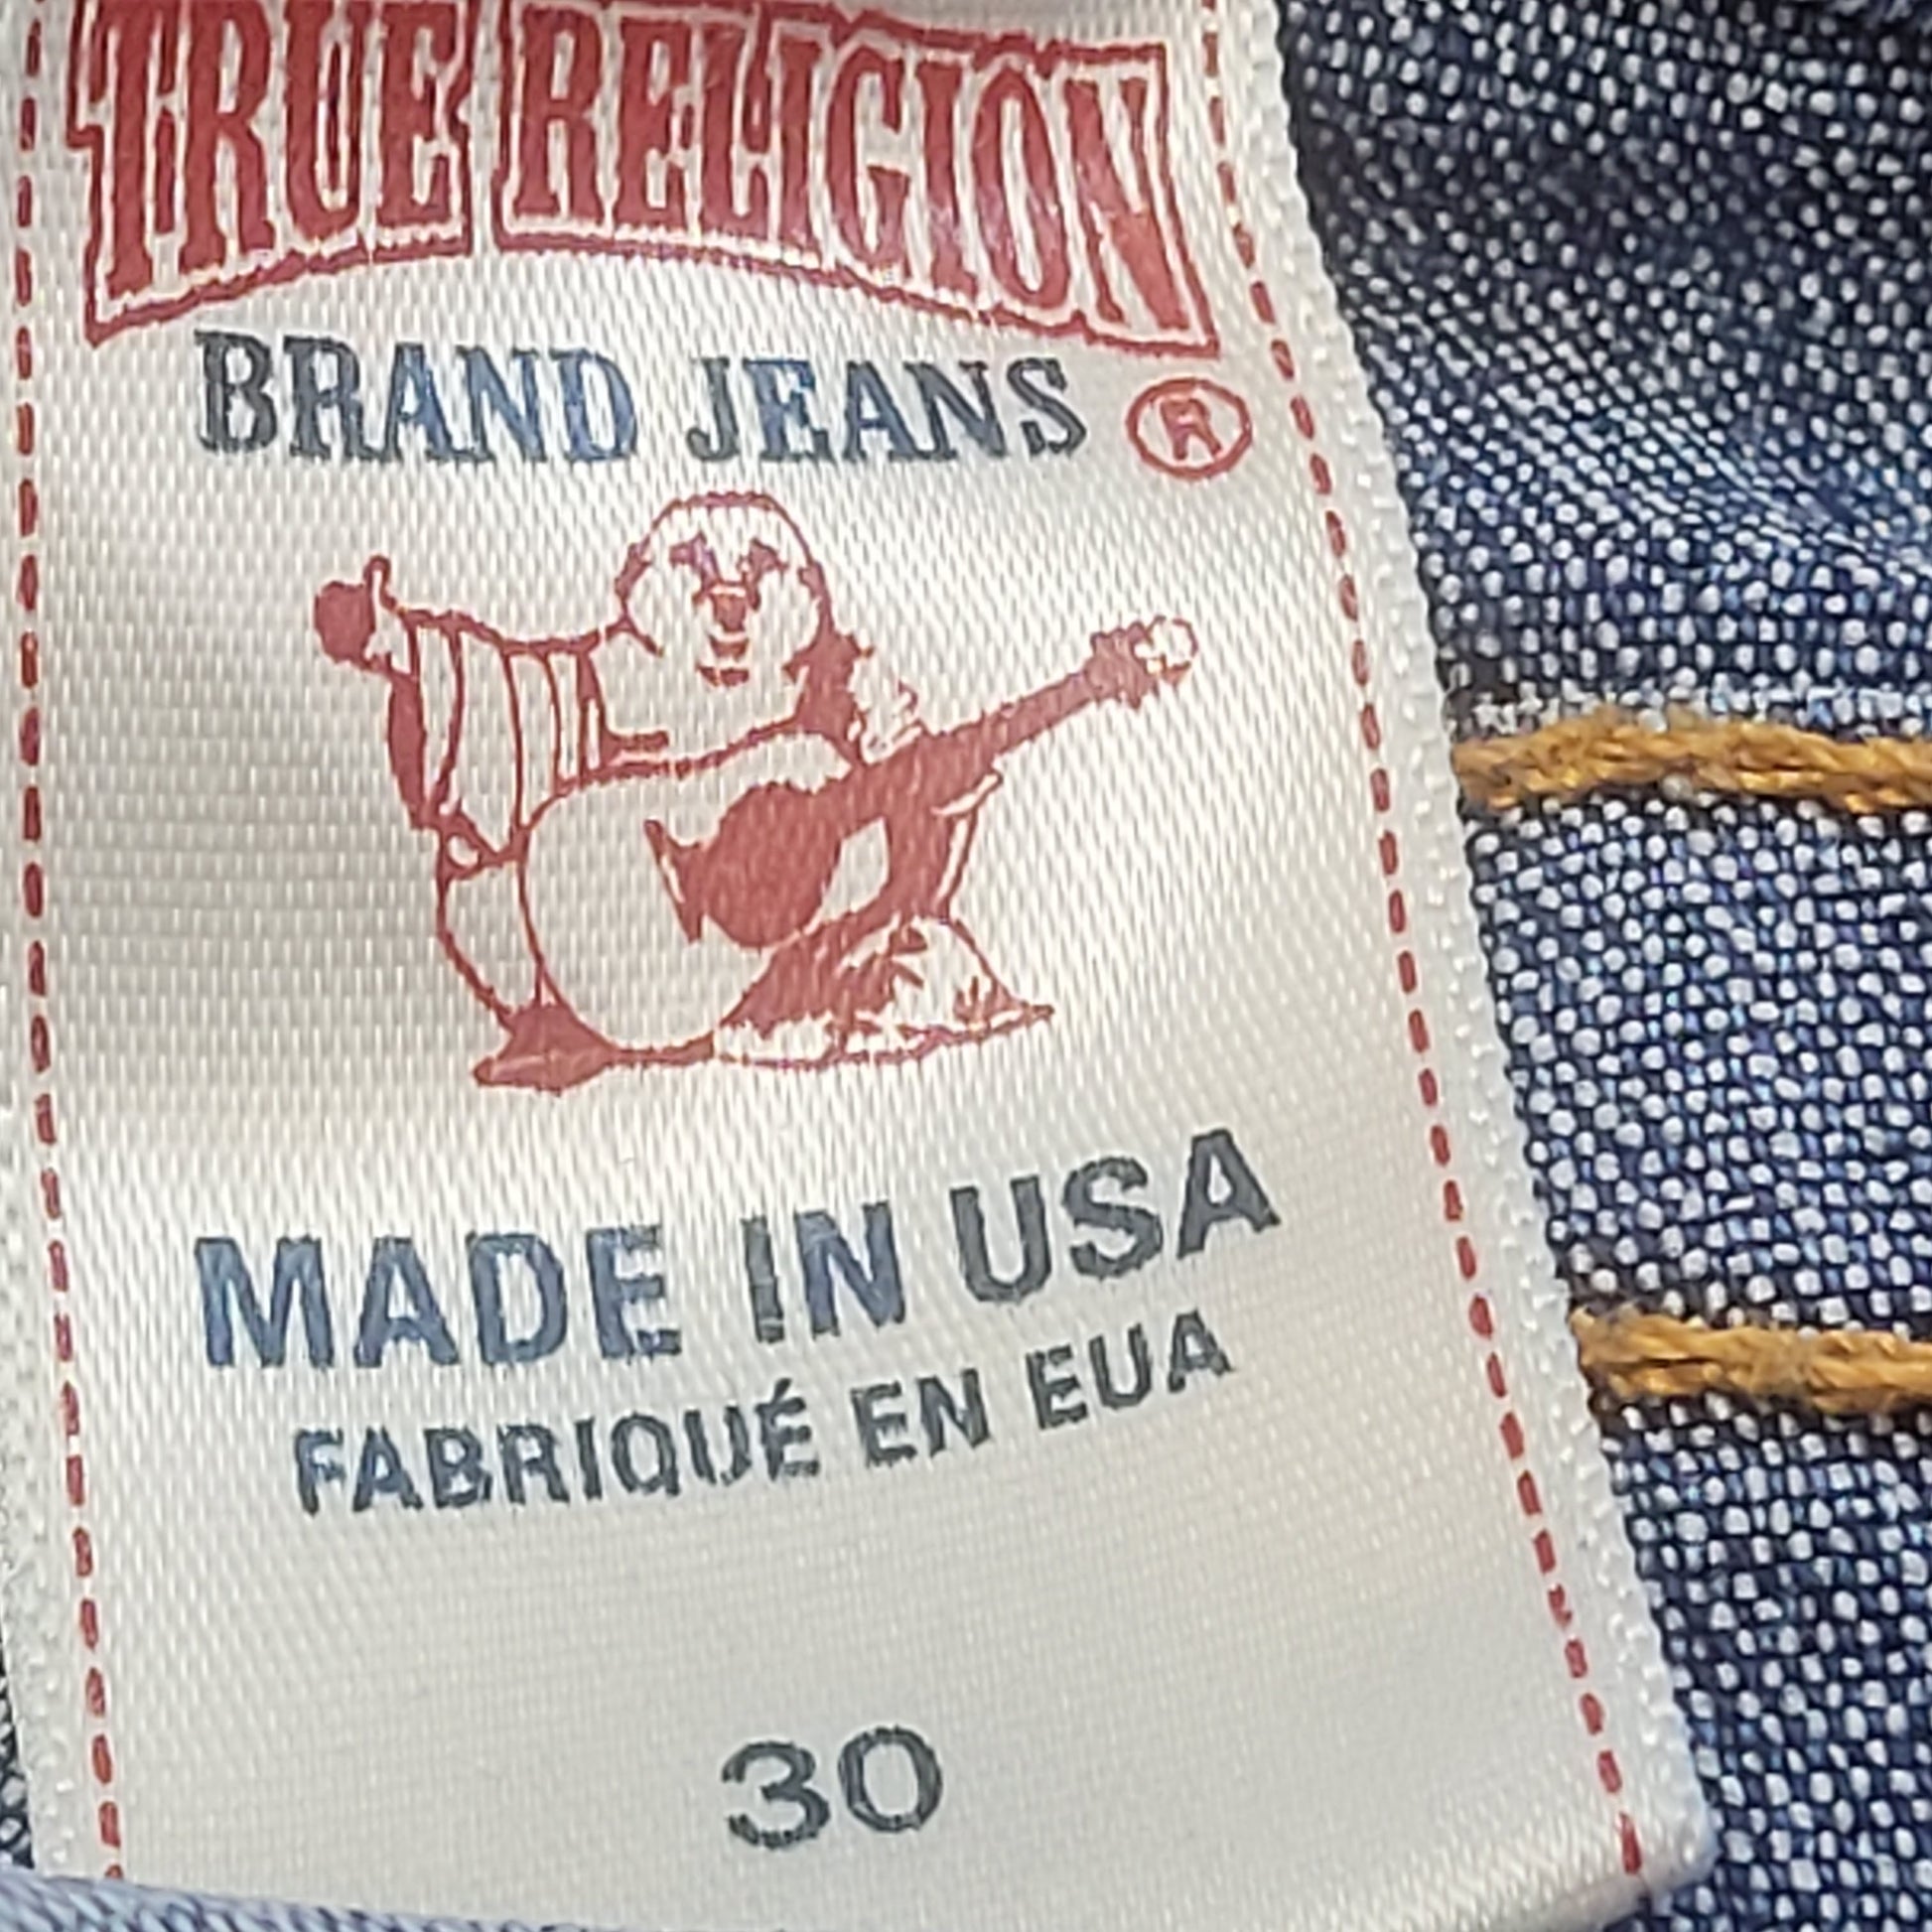 TRUE RELIGION
BRAND JEANS ®
MADE IN USA
FABRIQUÉ EN EUA
30